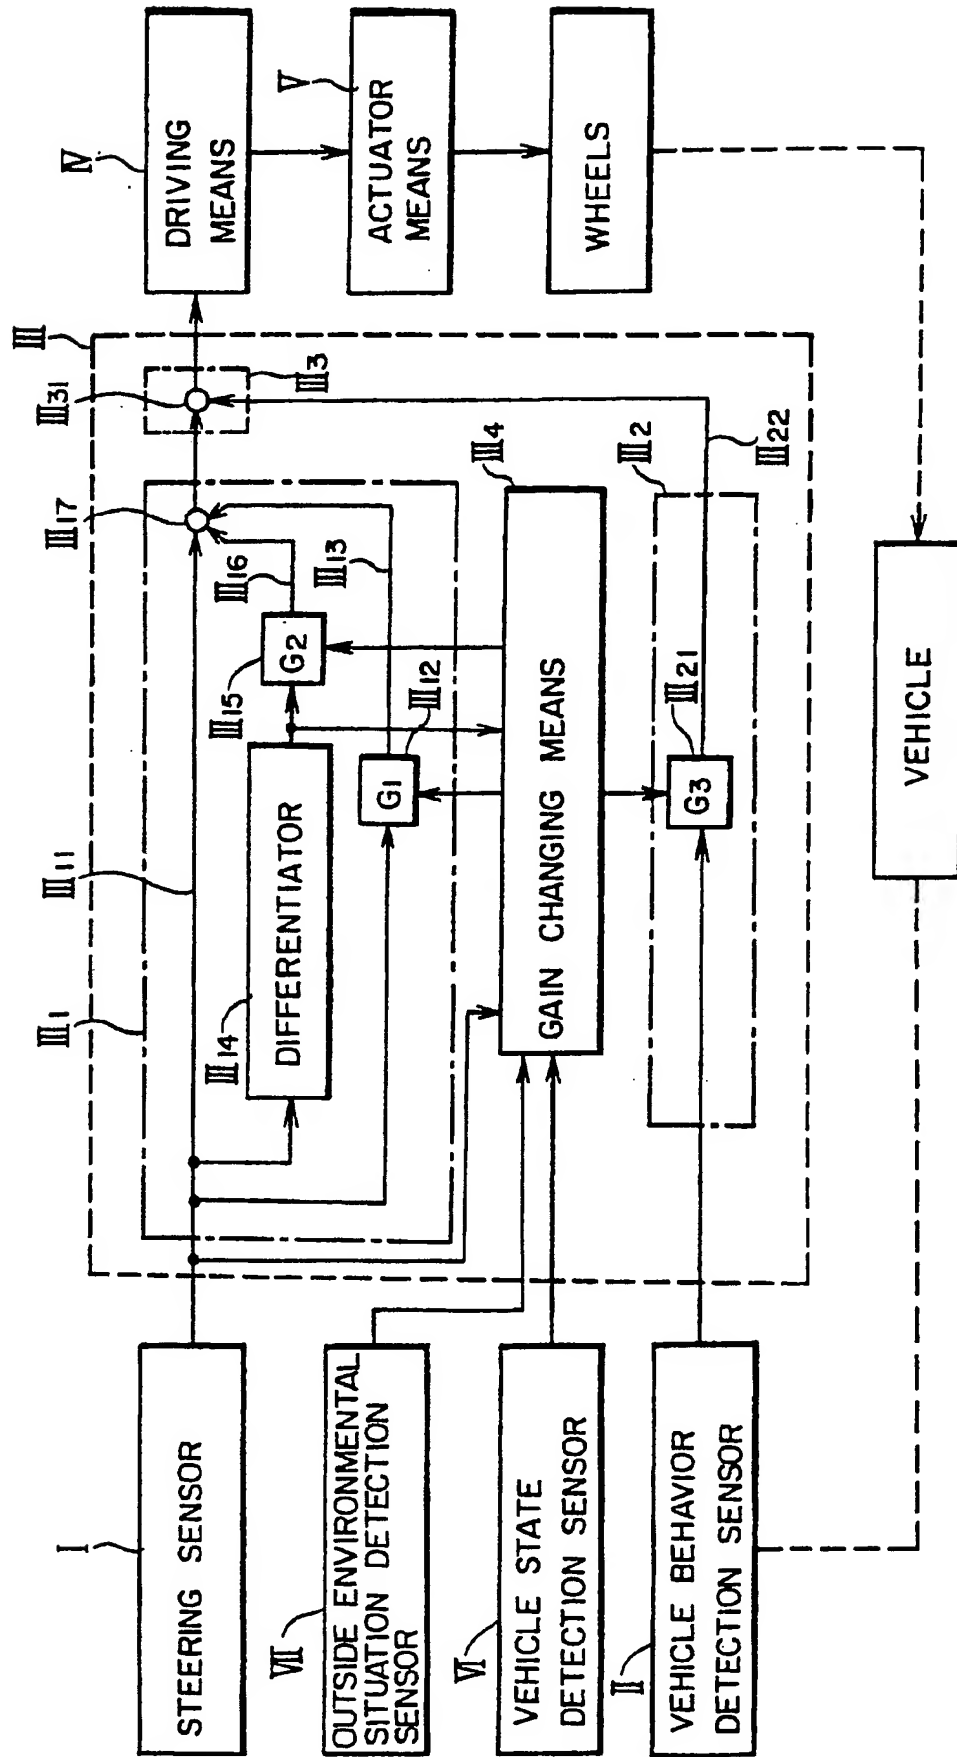 I
STEERING SENSOR
VII
OUTSIDE ENVIRONMENTAL
SITUATION DETECTION
SENSOR
VI
VEHICLE STATE
DETECTION SENSOR
II
VEHICLE BEHAVIOR
DETECTION SENSOR
III
III1
III11
III14
DIFFERENTIATOR
III15
G2
III16
III17
G1
III12
III13
III31
III3
III4
GAIN CHANGING MEANS
III2
G3
III21
III22
IV
DRIVING
MEANS
V
ACTUATOR
MEANS
WHEELS
VEHICLE